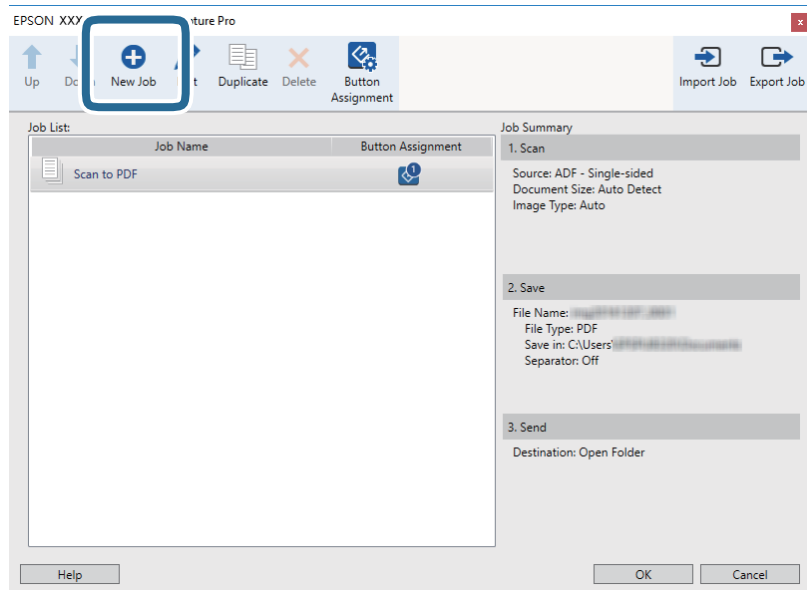 EPSON XXX ture Pro
Up
New Job
Duplicate
Delete
Button
Assignment
Import Job
Export Job
Job List:
Job Name
Button Assignment
Scan to PDF
1
Job Summary
1. Scan
Source: ADF - Single-sided
Document Size: Auto Detect
Image Type: Auto
2. Save
File Name:
File Type: PDF
Save in: C:\Users\
Separator: Off
3. Send
Destination: Open Folder
Help
OK
Cancel